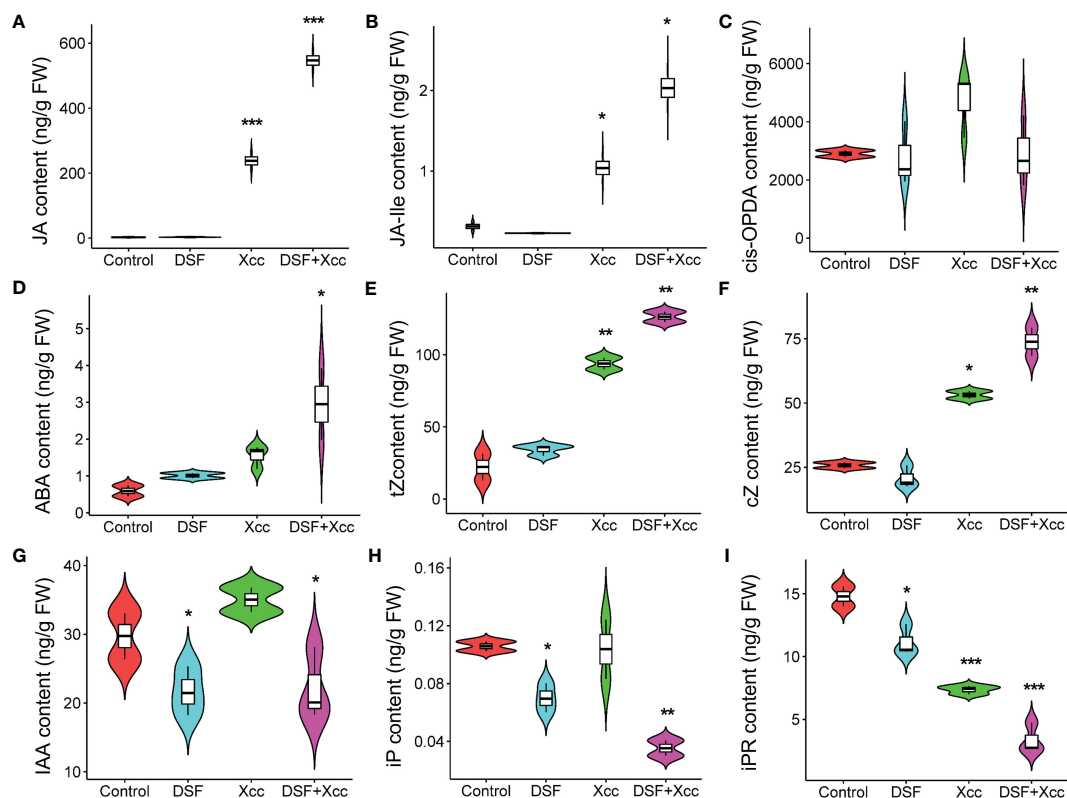 A
JA content (ng/g FW)
600
400
200
0
***
***
Control DSF Xcc DSF+Xcc
B
JA-Ile content (ng/g FW)
2
1
*
*
Control DSF Xcc DSF+Xcc
C
cis-OPDA content (ng/g FW)
6000
4000
2000
0
Control DSF Xcc DSF+Xcc
D
ABA content (ng/g FW)
5
4
3
2
1
0
*
Control DSF Xcc DSF+Xcc
E
tZcontent (ng/g FW)
100
50
0
**
**
Control DSF Xcc DSF+Xcc
F
cZ content (ng/g FW)
75
50
25
*
**
Control DSF Xcc DSF+Xcc
G
IAA content (ng/g FW)
40
30
20
10
*
*
Control DSF Xcc DSF+Xcc
H
iP content (ng/g FW)
0.16
0.12
0.08
0.04
*
**
Control DSF Xcc DSF+Xcc
I
iPR content (ng/g FW)
15
10
5
*
***
***
Control DSF Xcc DSF+Xcc